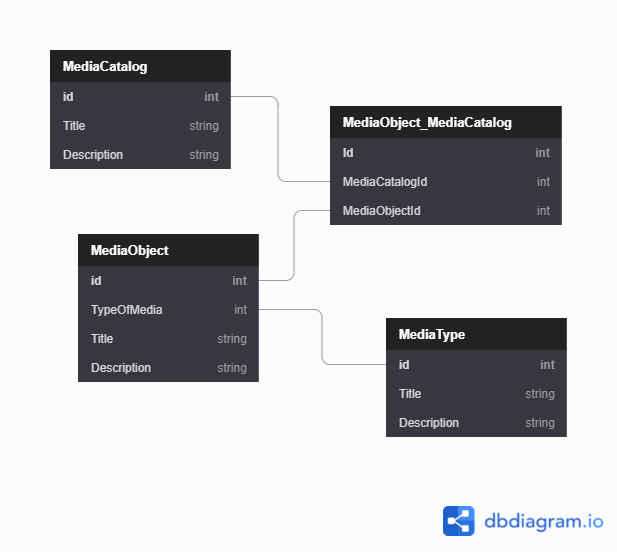 MediaCatalog
id int
Title string
Description string
MediaObject_MediaCatalog
Id int
MediaCatalogId int
MediaObjectId int
MediaObject
id int
TypeOfMedia int
Title string
Description string
MediaType
id int
Title string
Description string
dbdiagram.io